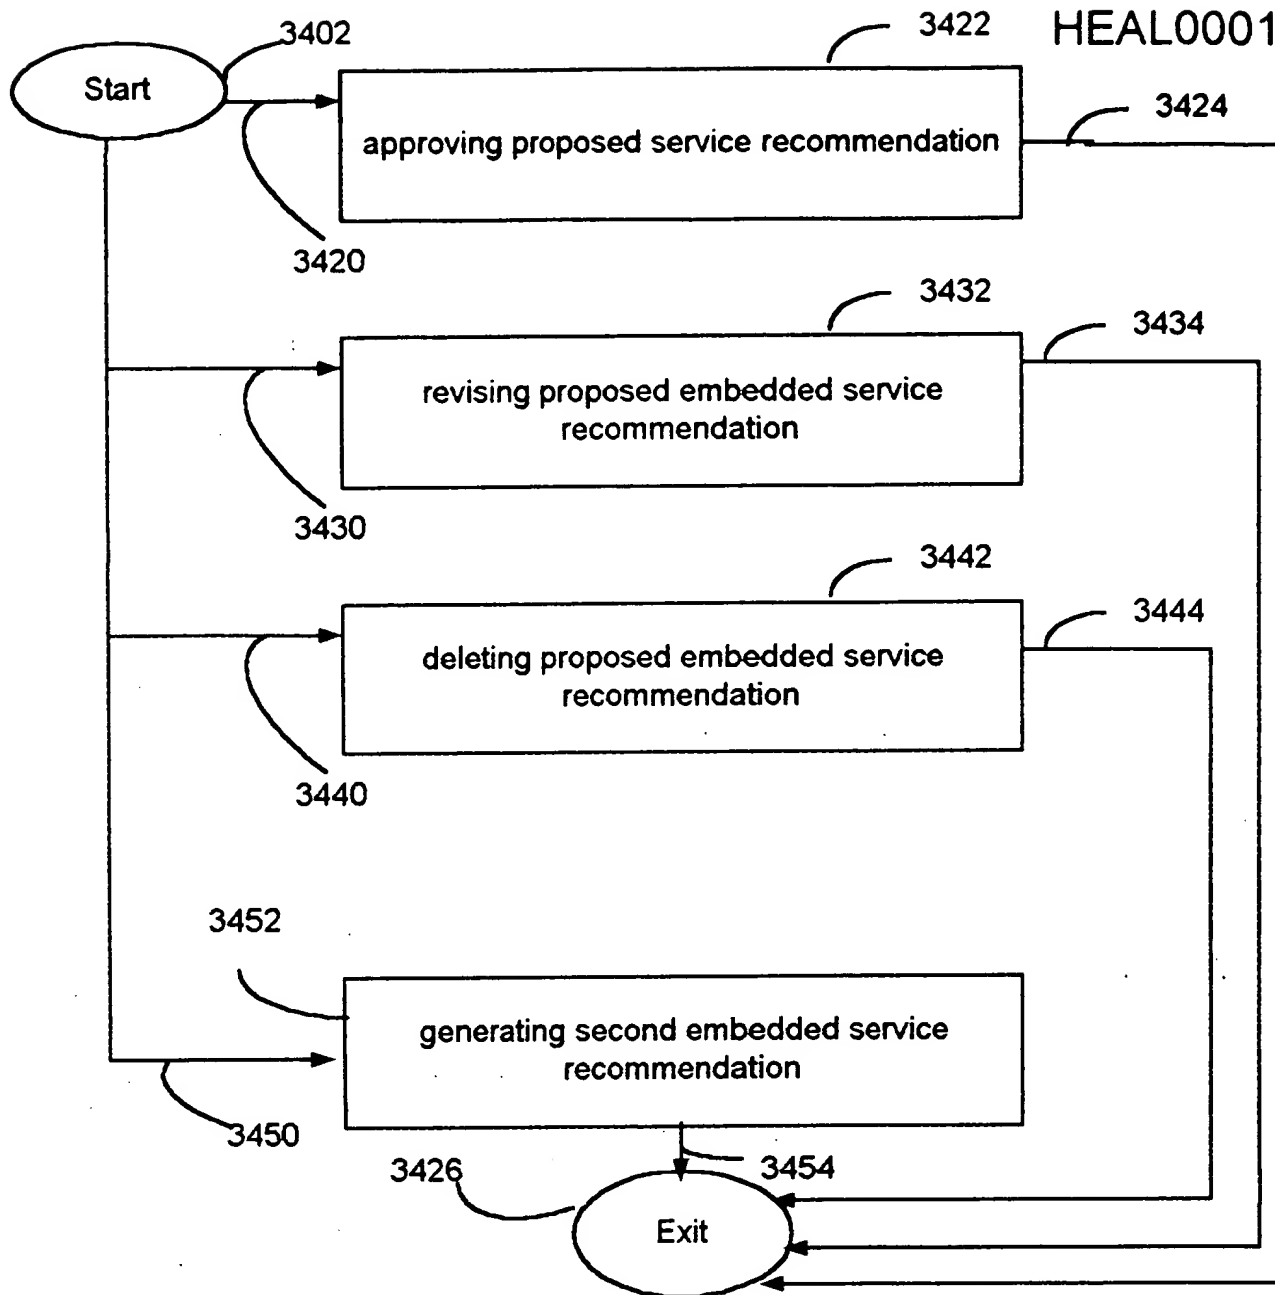 3402
3422
HEAL0001
Start
3424
approving proposed service recommendation
3420
3432
3434
revising proposed embedded service
recommendation
3430
3442
3444
deleting proposed embedded service
recommendation
3440
3452
generating second embedded service
recommendation
3450
3426
3454
Exit